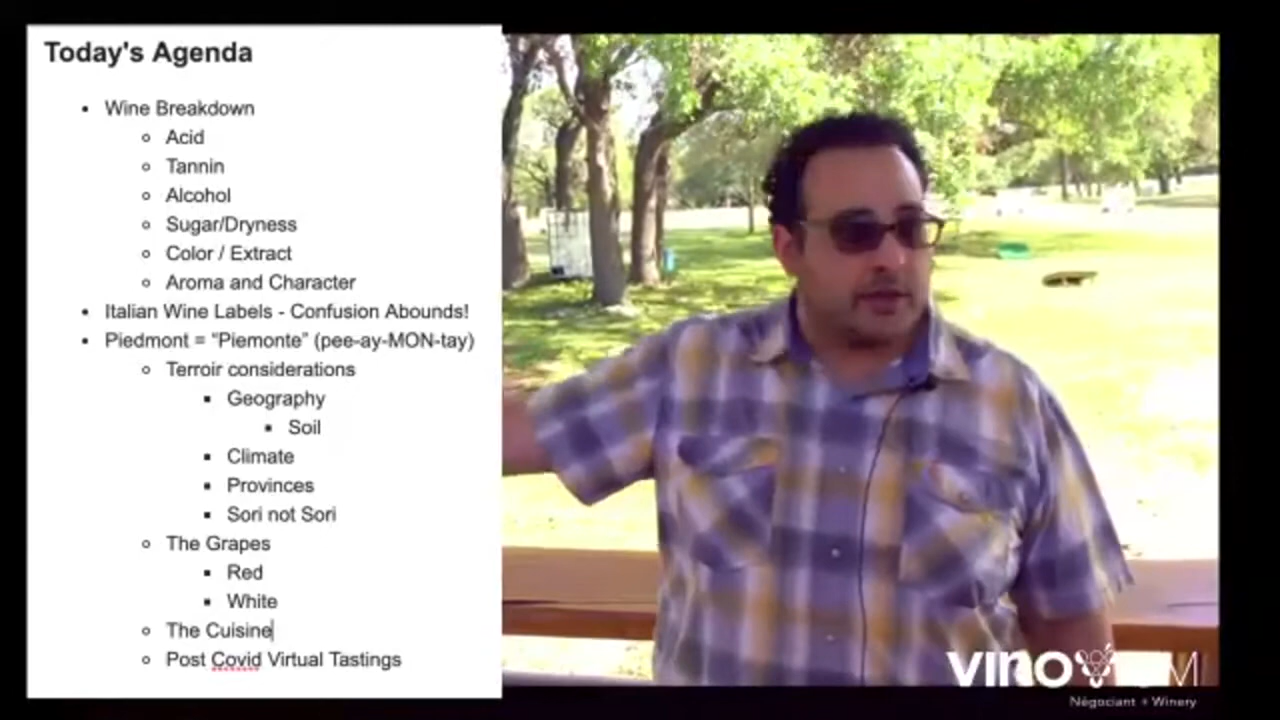 Today's Agenda
• Wine Breakdown
○ Acid
○ Tannin
○ Alcohol
○ Sugar/Dryness
○ Color / Extract
○ Aroma and Character
• Italian Wine Labels - Confusion Abounds!
• Piedmont = “Piemonte” (pee-ay-MON-tay)
○ Terroir considerations
▪ Geography
▪ Soil
▪ Climate
▪ Provinces
▪ Sori not Sori
○ The Grapes
▪ Red
▪ White
○ The Cuisine
○ Post Covid Virtual Tastings
Négociant + Winery